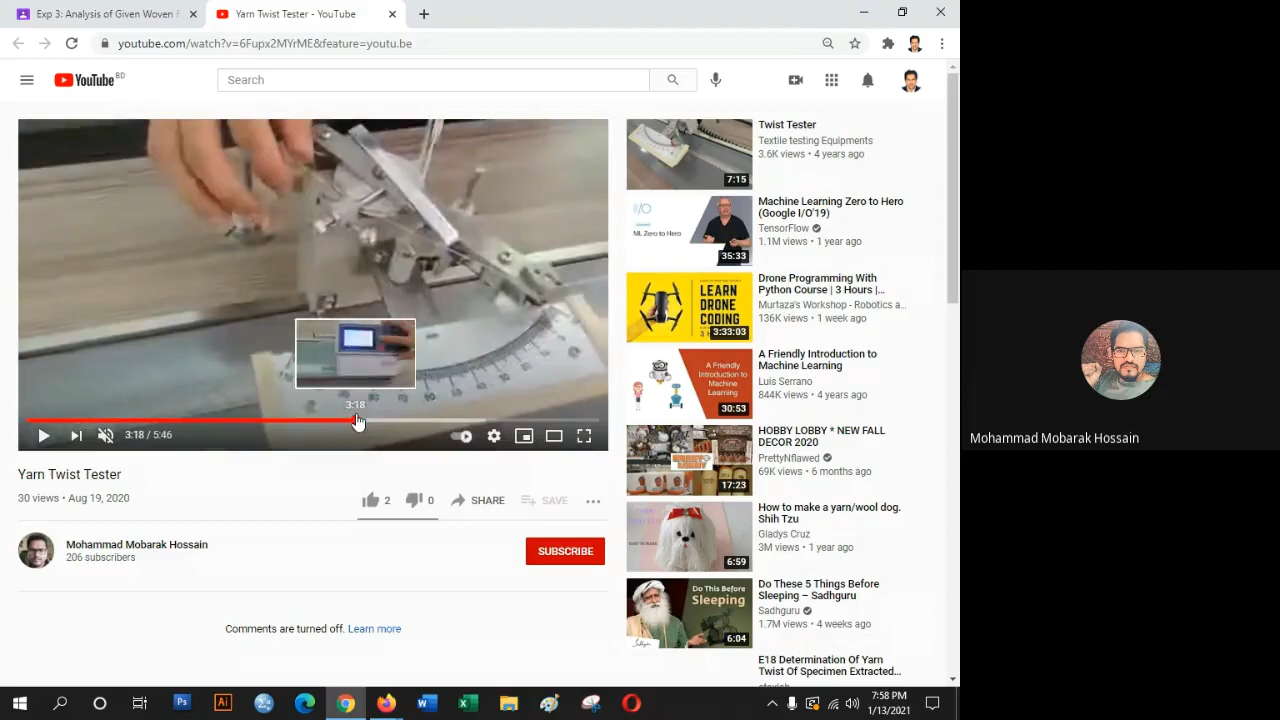 Exp 3: Analysis of Given Woven F
Yarn Twist Tester - YouTube
youtube.com/watch?v=6Fupx2MYrME&feature=youtu.be
YouTube BD
Search
3:18
3:18 / 5:46
Yarn Twist Tester
30 views • Aug 19, 2020
2
0
SHARE
SAVE
Mohammad Mobarak Hossain
206 subscribers
SUBSCRIBE
Comments are turned off. Learn more
7:15
Twist Tester
Textile testing Equipments
3.6K views • 4 years ago
I/O
ML Zero to Hero
35:33
Machine Learning Zero to Hero
(Google I/O'19)
TensorFlow
1.1M views • 1 year ago
LEARN
DRONE
CODING
3:33:03
Drone Programming With
Python Course | 3 Hours |...
Murtaza's Workshop - Robotics a...
136K views • 1 week ago
A Friendly
Introduction to
Machine
Learning
30:53
A Friendly Introduction to
Machine Learning
Luis Serrano
844K views • 4 years ago
17:23
HOBBY LOBBY * NEW FALL
DECOR 2020
PrettyNflawed
69K views • 6 months ago
6:59
How to make a yarn/wool dog.
Shih Tzu
Gladys Cruz
3M views • 1 year ago
Do This Before
Sleeping
6:04
Do These 5 Things Before
Sleeping – Sadhguru
Sadhguru
1.7M views • 4 weeks ago
E18 Determination Of Yarn
Twist Of Specimen Extracted...
Mohammad Mobarak Hossain
Ps
Ai
7:58 PM
1/13/2021